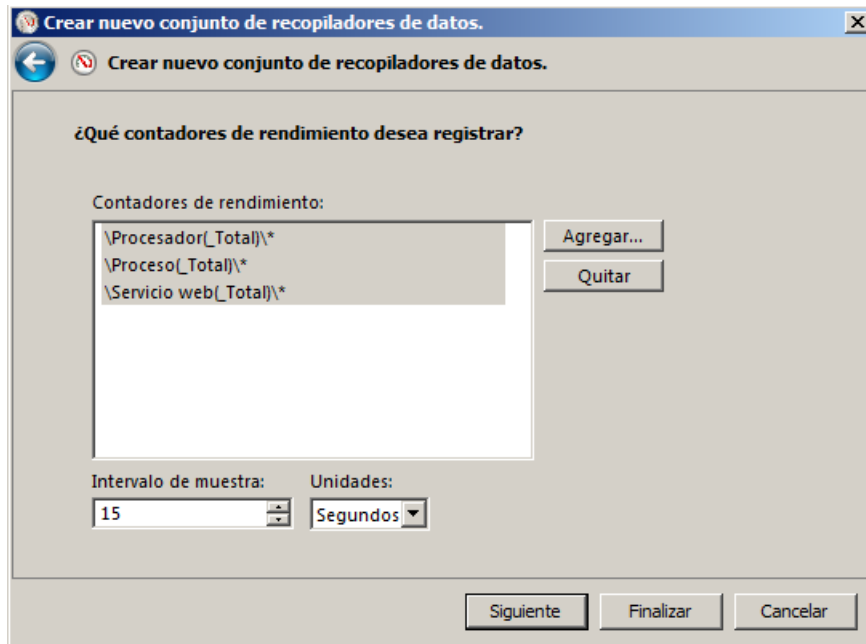 Crear nuevo conjunto de recopiladores de datos.
Crear nuevo conjunto de recopiladores de datos.
¿Qué contadores de rendimiento desea registrar?
Contadores de rendimiento:
\Procesador(_Total)\*
Agregar...
\Proceso(_Total)\*
Quitar
\Servicio web(_Total)\*
Intervalo de muestra: Unidades:
15 Segundos
Siguiente Finalizar Cancelar